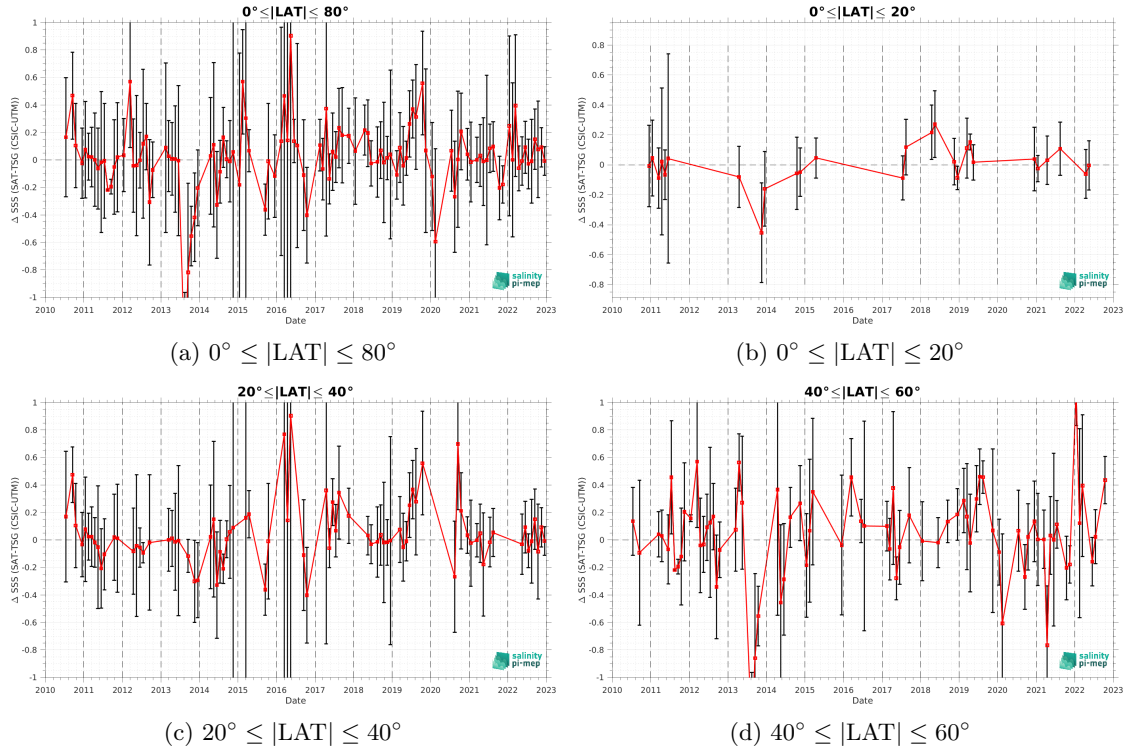 0°≤|LAT|≤ 80°
Δ SSS (SAT-TSG (CSIC-UTM))
1
0.8
0.6
0.4
0.2
0
-0.2
-0.4
-0.6
-0.8
-1
2010 2011 2012 2013 2014 2015 2016 2017 2018 2019 2020 2021 2022 2023
Date
salinity
pi-mep
(a) 0° ≤ |LAT| ≤ 80°
0°≤|LAT|≤ 20°
Δ SSS (SAT-TSG (CSIC-UTM))
0.8
0.6
0.4
0.2
0
-0.2
-0.4
-0.6
-0.8
2010 2011 2012 2013 2014 2015 2016 2017 2018 2019 2020 2021 2022 2023
Date
salinity
pi-mep
(b) 0° ≤ |LAT| ≤ 20°
20°≤|LAT|≤ 40°
Δ SSS (SAT-TSG (CSIC-UTM))
1
0.8
0.6
0.4
0.2
0
-0.2
-0.4
-0.6
-0.8
-1
2010 2011 2012 2013 2014 2015 2016 2017 2018 2019 2020 2021 2022 2023
Date
salinity
pi-mep
(c) 20° ≤ |LAT| ≤ 40°
40°≤|LAT|≤ 60°
Δ SSS (SAT-TSG (CSIC-UTM))
1
0.8
0.6
0.4
0.2
0
-0.2
-0.4
-0.6
-0.8
-1
2010 2011 2012 2013 2014 2015 2016 2017 2018 2019 2020 2021 2022 2023
Date
salinity
pi-mep
(d) 40° ≤ |LAT| ≤ 60°